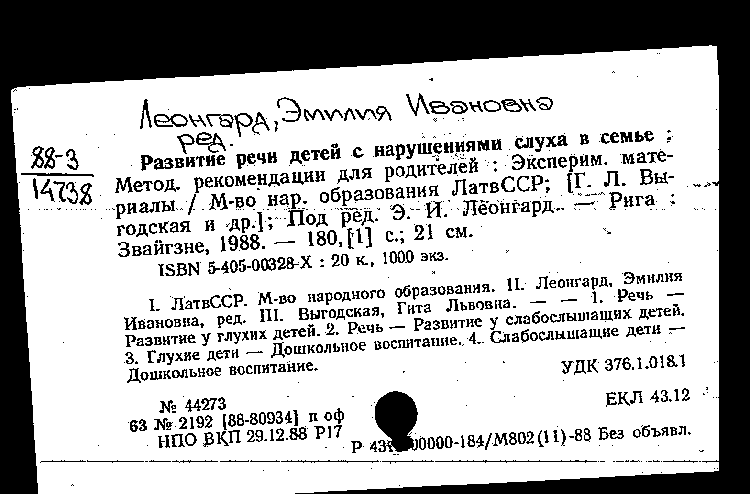 Леонгард, Эмилия Ивановна
ред.
88-3
14738
Развитие речи детей с нарушениями слуха в семье :
Метод. рекомендации для родителей : Эксперим. мате-
риалы / М-во нар. образования ЛатвССР; [Г. Л. Вы-
годская и др.]; Под ред. Э. И. Леонгард. — Рига :
Звайгзне, 1988. — 180,[1] с.; 21 см.
ISBN 5-405-00328-X : 20 к., 1000 экз.
I. ЛатвССР. М-во народного образования. II. Леонгард, Эмилия
Ивановна, ред. III. Выгодская, Гита Львовна. — — 1. Речь —
Развитие у глухих детей. 2. Речь — Развитие у слабослышащих детей.
3. Глухие дети — Дошкольное воспитание. 4. Слабослышащие дети —
Дошкольное воспитание.
УДК 376.1.018.1
№ 44273
63 № 2192 [88-80934] п оф
НПО ВКП 29.12.88 Р17
ЕКЛ 43.12
00000-184/М802(11)-88 Без объявл.